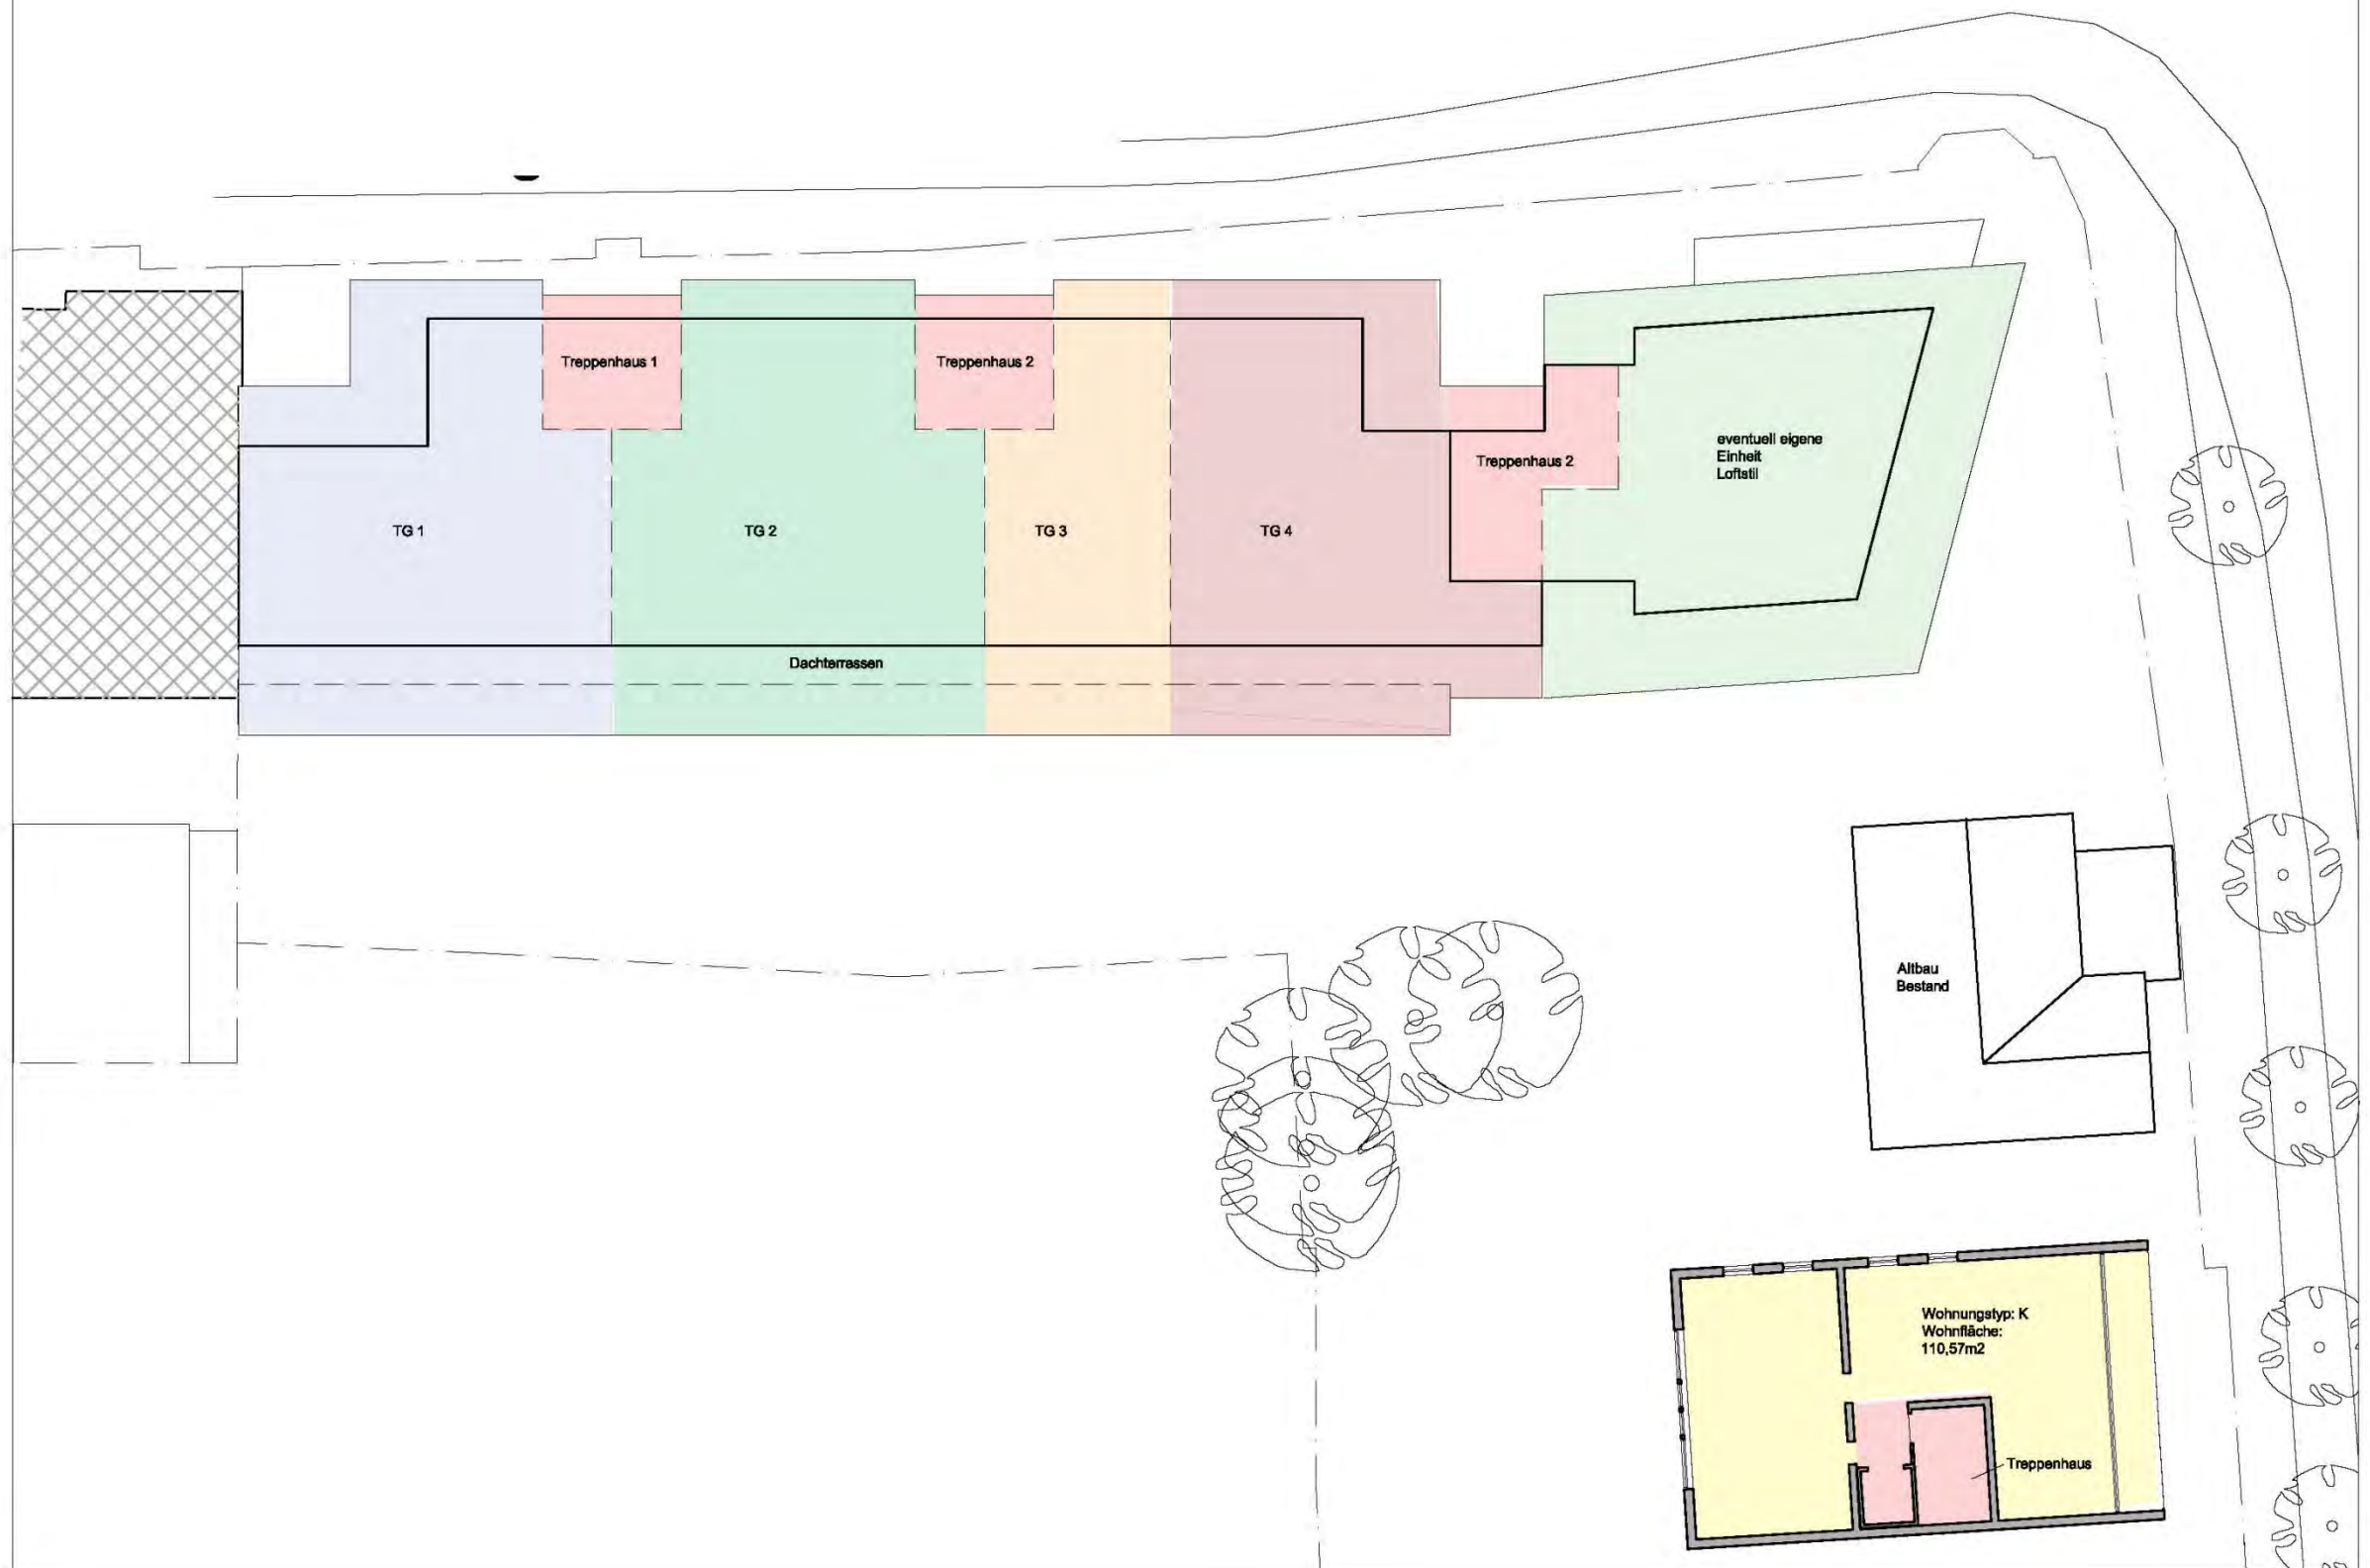 Treppenhaus 1
Treppenhaus 2
eventuell eigene
Einheit
Loftstil
Treppenhaus 2
TG 1
TG 2
TG 3
TG 4
Dachterrassen
Altbau
Bestand
Wohnungstyp: K
Wohnfläche:
110,57m2
Treppenhaus